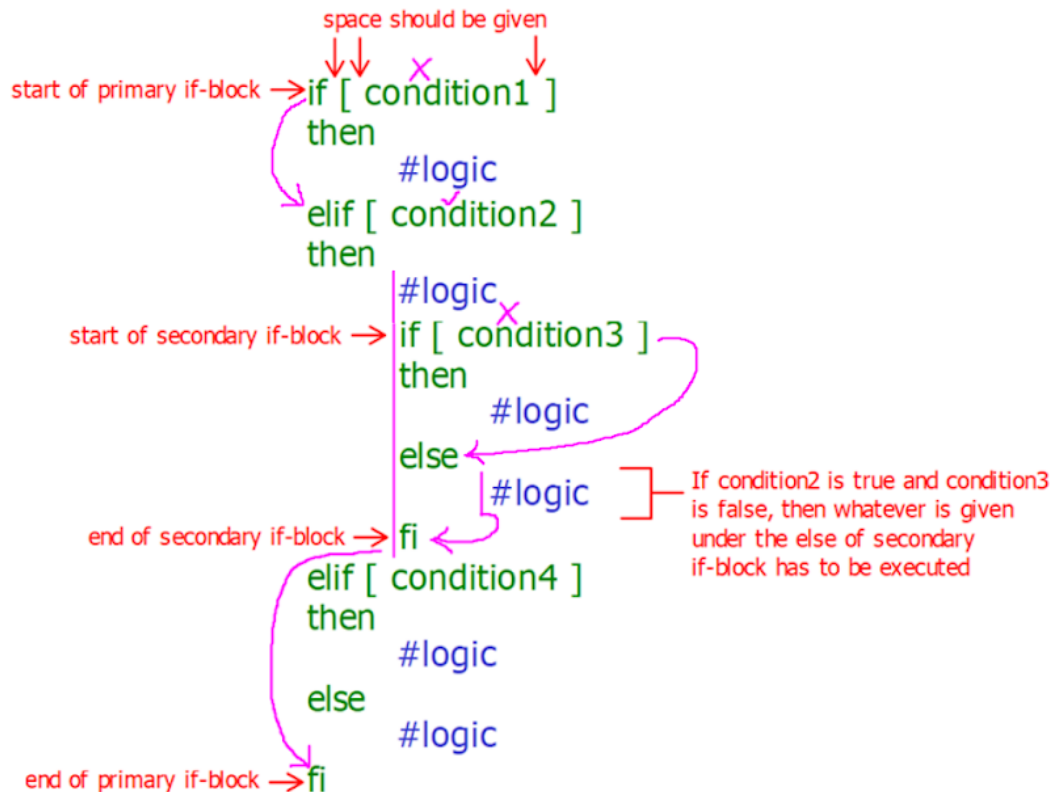 space should be given
start of primary if-block if [ condition1 ]
then
#logic
elif [ condition2 ]
then
#logic
start of secondary if-block if [ condition3 ]
then
#logic
else
#logic
If condition2 is true and condition3
is false, then whatever is given
under the else of secondary
if-block has to be executed
end of secondary if-block fi
elif [ condition4 ]
then
#logic
else
#logic
end of primary if-block fi